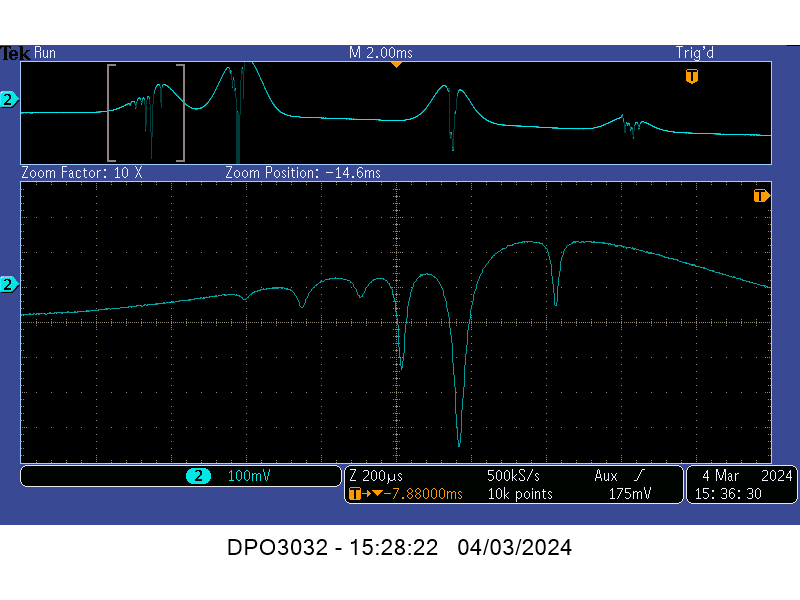 Tek Run M 2.00ms Trig'd
T
2
Zoom Factor: 10 X Zoom Position: −14.6ms
T
2
2 100mV
Z 200µs 500kS/s Aux
T→▼−7.88000ms 10k points 175mV
4 Mar 2024
15:36:30
DPO3032 - 15:28:22 04/03/2024